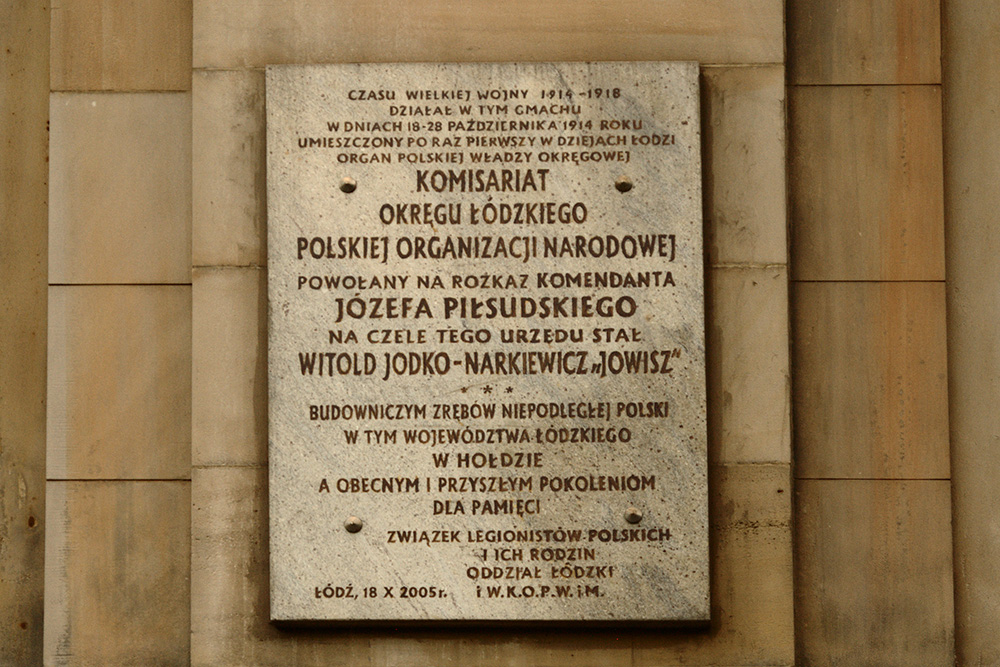 CZASU WIELKIEJ WOJNY 1914-1918
DZIAŁAŁ W TYM GMACHU
W DNIACH 18-28 PAŹDZIERNIKA 1914 ROKU
UMIESZCZONY PO RAZ PIERWSZY W DZIEJACH ŁODZI
ORGAN POLSKIEJ WŁADZY OKRĘGOWEJ
KOMISARIAT
OKRĘGU ŁÓDZKIEGO
POLSKIEJ ORGANIZACJI NARODOWEJ
POWOŁANY NA ROZKAZ KOMENDANTA
JÓZEFA PIŁSUDSKIEGO
NA CZELE TEGO URZĘDU STAŁ
WITOLD JODKO-NARKIEWICZ „JOWISZ”
* * *
BUDOWNICZYM ZRĘBÓW NIEPODLEGŁEJ POLSKI
W TYM WOJEWÓDZTWA ŁÓDZKIEGO
W HOŁDZIE
A OBECNYM I PRZYSZŁYM POKOLENIOM
DLA PAMIĘCI
ZWIĄZEK LEGIONISTÓW POLSKICH
I ICH RODZIN
ODDZIAŁ ŁÓDZKI
ŁÓDŹ, 18 X 2005 r. i W.K.O.P.W. i M.